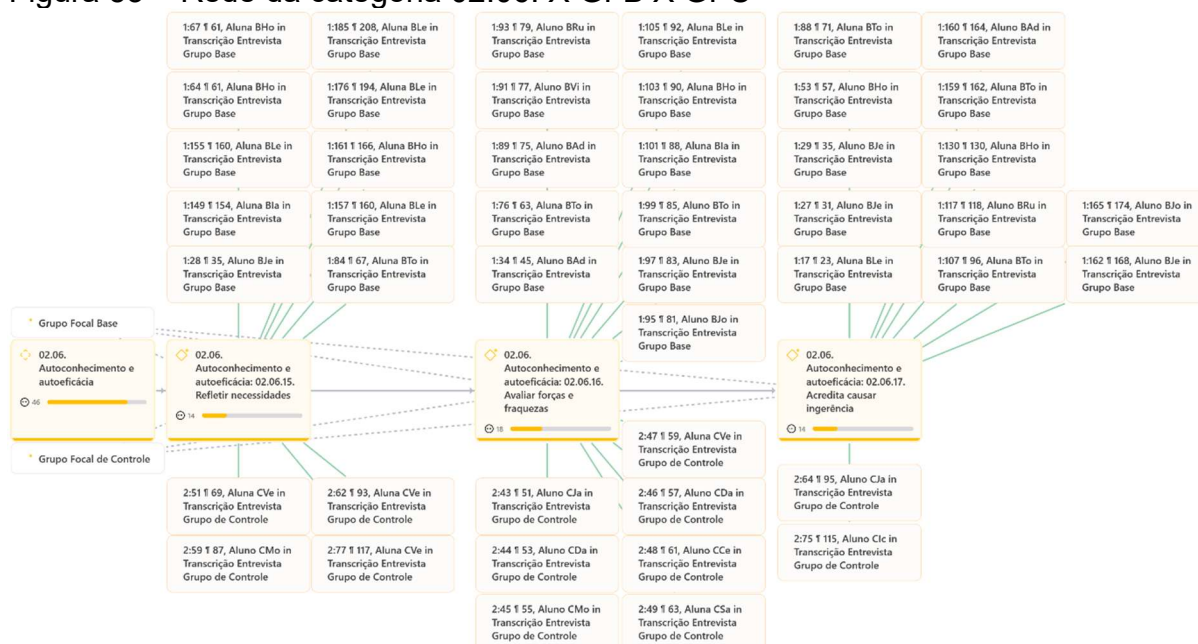 1:67 ¶ 61, Aluna BHo in
Transcrição Entrevista
Grupo Base
1:185 ¶ 208, Aluna BLe in
Transcrição Entrevista
Grupo Base
1:93 ¶ 79, Aluno BRu in
Transcrição Entrevista
Grupo Base
1:105 ¶ 92, Aluna BLe in
Transcrição Entrevista
Grupo Base
1:88 ¶ 71, Aluna BTo in
Transcrição Entrevista
Grupo Base
1:160 ¶ 164, Aluno BAd in
Transcrição Entrevista
Grupo Base
1:64 ¶ 61, Aluna BHo in
Transcrição Entrevista
Grupo Base
1:176 ¶ 194, Aluna BLe in
Transcrição Entrevista
Grupo Base
1:91 ¶ 77, Aluno BVi in
Transcrição Entrevista
Grupo Base
1:103 ¶ 90, Aluna BHo in
Transcrição Entrevista
Grupo Base
1:53 ¶ 57, Aluno BHo in
Transcrição Entrevista
Grupo Base
1:159 ¶ 162, Aluna BTo in
Transcrição Entrevista
Grupo Base
1:155 ¶ 160, Aluna BLe in
Transcrição Entrevista
Grupo Base
1:161 ¶ 166, Aluna BHo in
Transcrição Entrevista
Grupo Base
1:89 ¶ 75, Aluno BAd in
Transcrição Entrevista
Grupo Base
1:101 ¶ 88, Aluna BIa in
Transcrição Entrevista
Grupo Base
1:29 ¶ 35, Aluno BJe in
Transcrição Entrevista
Grupo Base
1:130 ¶ 130, Aluna BHo in
Transcrição Entrevista
Grupo Base
1:149 ¶ 154, Aluna BIa in
Transcrição Entrevista
Grupo Base
1:157 ¶ 160, Aluna BLe in
Transcrição Entrevista
Grupo Base
1:76 ¶ 63, Aluna BTo in
Transcrição Entrevista
Grupo Base
1:99 ¶ 85, Aluno BTo in
Transcrição Entrevista
Grupo Base
1:27 ¶ 31, Aluno BJe in
Transcrição Entrevista
Grupo Base
1:117 ¶ 118, Aluno BRu in
Transcrição Entrevista
Grupo Base
1:165 ¶ 174, Aluno BJo in
Transcrição Entrevista
Grupo Base
1:28 ¶ 35, Aluno BJe in
Transcrição Entrevista
Grupo Base
1:84 ¶ 67, Aluna BTo in
Transcrição Entrevista
Grupo Base
1:34 ¶ 45, Aluno BAd in
Transcrição Entrevista
Grupo Base
1:97 ¶ 83, Aluno BJe in
Transcrição Entrevista
Grupo Base
1:17 ¶ 23, Aluna BLe in
Transcrição Entrevista
Grupo Base
1:107 ¶ 96, Aluna BTo in
Transcrição Entrevista
Grupo Base
1:162 ¶ 168, Aluno BJe in
Transcrição Entrevista
Grupo Base
1:95 ¶ 81, Aluno BJo in
Transcrição Entrevista
Grupo Base
Grupo Focal Base
02.06.
Autoconhecimento e
autoeficácia
46
02.06.
Autoconhecimento e
autoeficácia: 02.06.15.
Refletir necessidades
14
02.06.
Autoconhecimento e
autoeficácia: 02.06.16.
Avaliar forças e
fraquezas
18
02.06.
Autoconhecimento e
autoeficácia: 02.06.17.
Acredita causar
ingerência
14
Grupo Focal de Controle
2:47 ¶ 59, Aluna CVe in
Transcrição Entrevista
Grupo de Controle
2:51 ¶ 69, Aluna CVe in
Transcrição Entrevista
Grupo de Controle
2:62 ¶ 93, Aluna CVe in
Transcrição Entrevista
Grupo de Controle
2:43 ¶ 51, Aluno CJa in
Transcrição Entrevista
Grupo de Controle
2:46 ¶ 57, Aluno CDa in
Transcrição Entrevista
Grupo de Controle
2:64 ¶ 95, Aluno CJa in
Transcrição Entrevista
Grupo de Controle
2:59 ¶ 87, Aluno CMo in
Transcrição Entrevista
Grupo de Controle
2:77 ¶ 117, Aluna CVe in
Transcrição Entrevista
Grupo de Controle
2:44 ¶ 53, Aluno CDa in
Transcrição Entrevista
Grupo de Controle
2:48 ¶ 61, Aluno CCe in
Transcrição Entrevista
Grupo de Controle
2:75 ¶ 115, Aluno CIc in
Transcrição Entrevista
Grupo de Controle
2:45 ¶ 55, Aluno CMo in
Transcrição Entrevista
Grupo de Controle
2:49 ¶ 63, Aluna CSa in
Transcrição Entrevista
Grupo de Controle